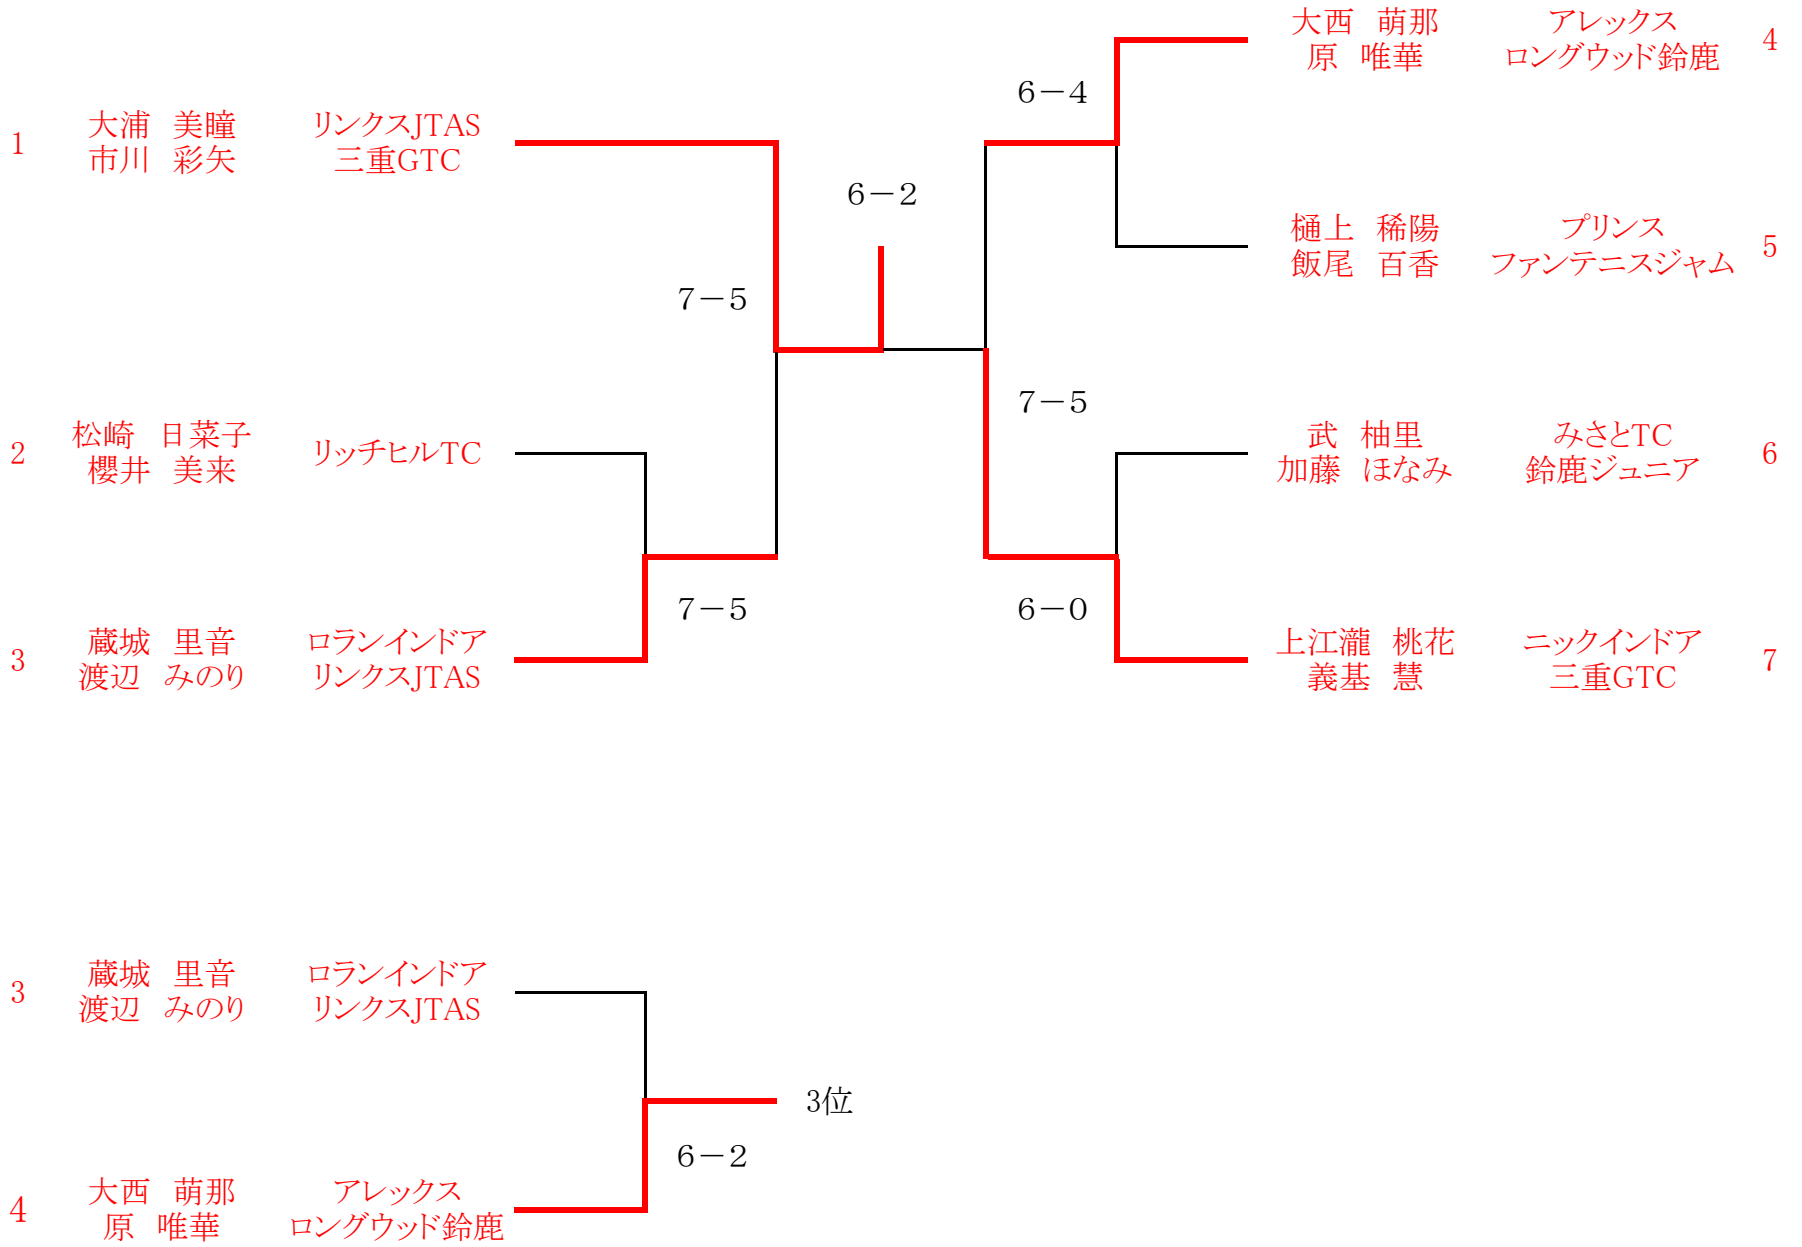 1
大浦　美瞳　リンクスJTAS
市川　彩矢　三重GTC
2
松崎　日菜子　リッチヒルTC
櫻井　美来
3
蔵城　里音　ロランインドア
渡辺　みのり　リンクスJTAS
7－5
7－5
6－2
6－4
7－5
6－0
大西　萌那　アレックス
原　唯華　ロングウッド鈴鹿
4
樋上　稀陽　プリンス
飯尾　百香　ファンテニスジャム
5
武　柚里　みさとTC
加藤　ほなみ　鈴鹿ジュニア
6
上江瀧　桃花　ニックインドア
義基　慧　三重GTC
7
3
蔵城　里音　ロランインドア
渡辺　みのり　リンクスJTAS
3位
6－2
4
大西　萌那　アレックス
原　唯華　ロングウッド鈴鹿